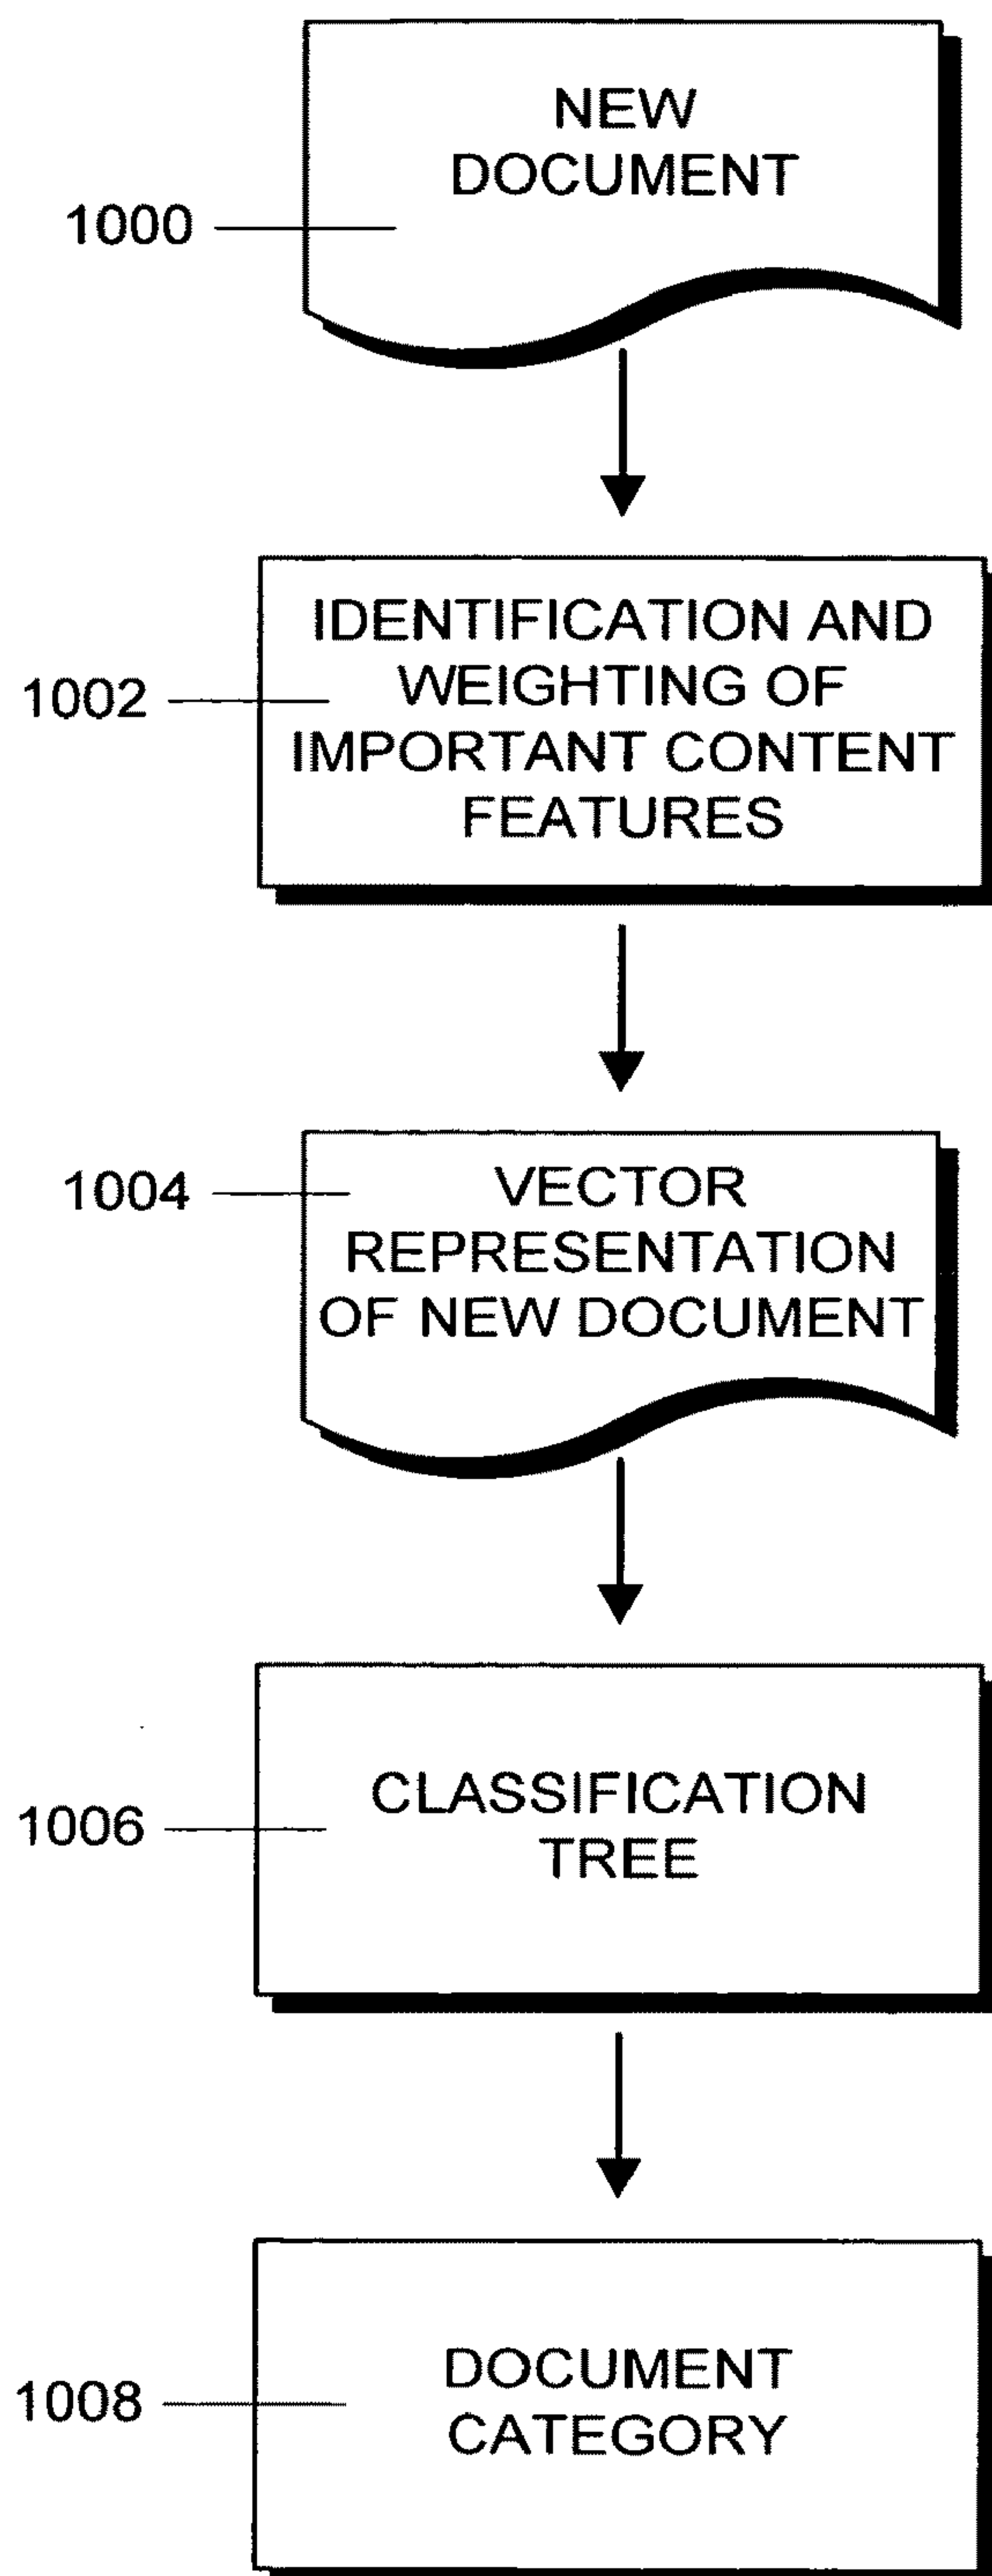 NEW
DOCUMENT
1000
IDENTIFICATION AND
WEIGHTING OF
IMPORTANT CONTENT
FEATURES
1002
VECTOR
REPRESENTATION
OF NEW DOCUMENT
1004
CLASSIFICATION
TREE
1006
DOCUMENT
CATEGORY
1008